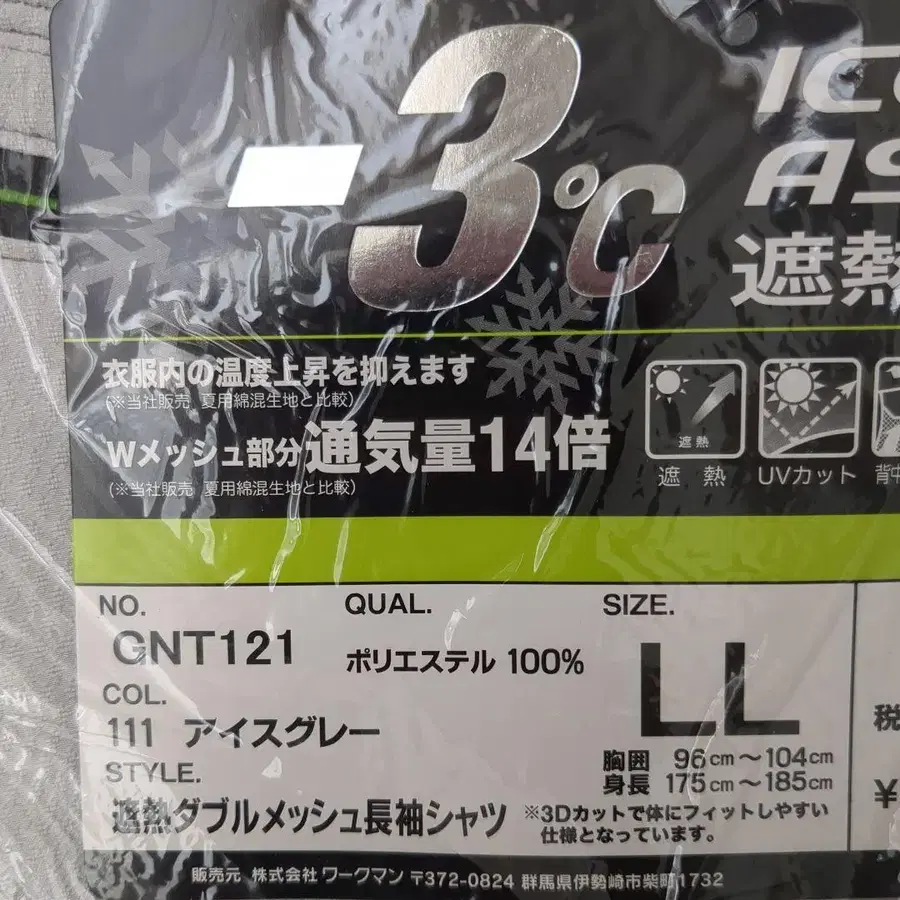 -3℃
IC
AS
遮熱
衣服内の温度上昇を抑えます
(※当社販売 夏用綿混生地と比較)
Wメッシュ部分通気量14倍
(※当社販売 夏用綿混生地と比較)
遮熱
遮 熱
UVカット
背中
NO.
GNT121
QUAL.
ポリエステル 100%
SIZE.
LL
COL.
111 アイスグレー
胸囲 96cm～104cm
身長 175cm～185cm
STYLE.
遮熱ダブルメッシュ長袖シャツ
※3Dカットで体にフィットしやすい
仕様となっています。
税
¥
販売元 株式会社 ワークマン 〒372-0824 群馬県伊勢崎市柴町1732